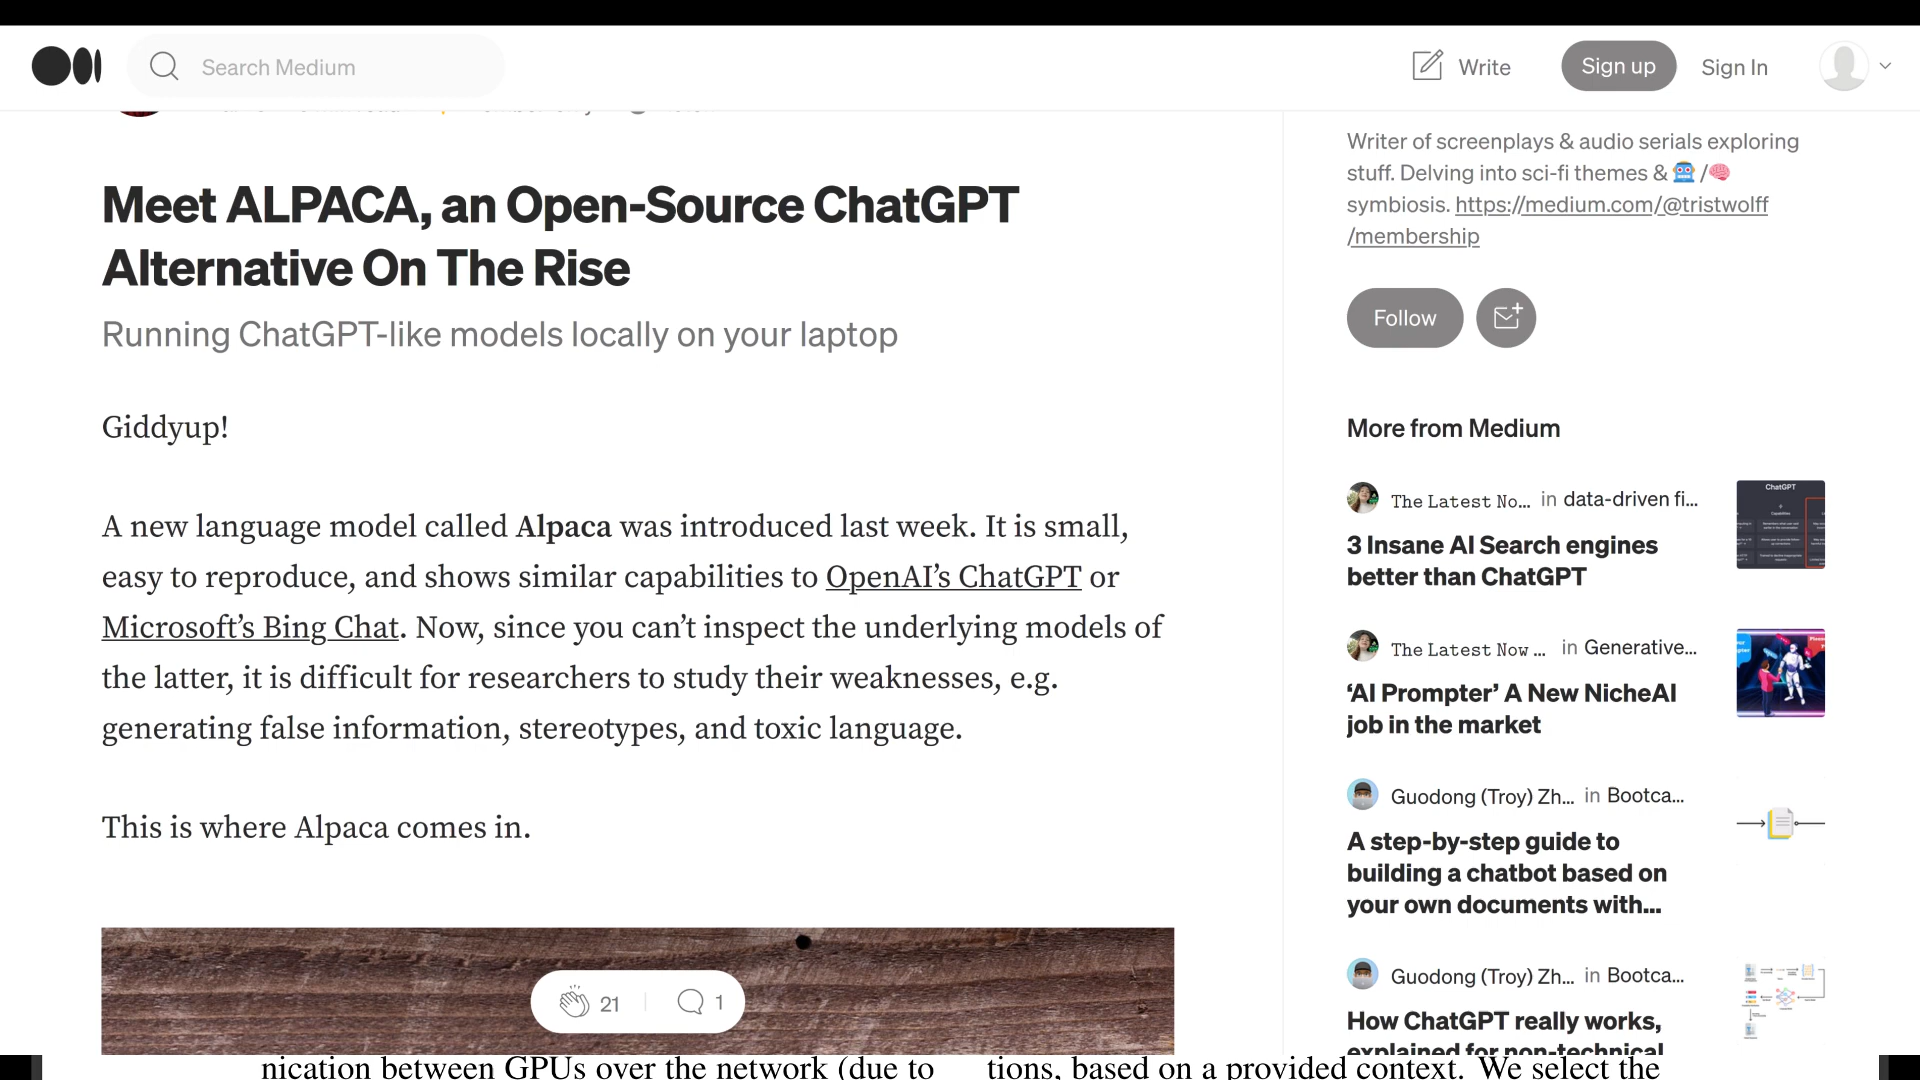 Search Medium
Write
Sign up
Sign In
Meet ALPACA, an Open-Source ChatGPT
Alternative On The Rise
Running ChatGPT-like models locally on your laptop
Giddyup!
A new language model called Alpaca was introduced last week. It is small,
easy to reproduce, and shows similar capabilities to OpenAI’s ChatGPT or
Microsoft’s Bing Chat. Now, since you can’t inspect the underlying models of
the latter, it is difficult for researchers to study their weaknesses, e.g.
generating false information, stereotypes, and toxic language.
This is where Alpaca comes in.
21
1
Writer of screenplays & audio serials exploring
stuff. Delving into sci-fi themes & 🤖/🧠
symbiosis. https://medium.com/@tristwolff
/membership
Follow
More from Medium
The Latest No... in data-driven fi...
3 Insane AI Search engines
better than ChatGPT
ChatGPT
The Latest Now ... in Generative...
‘AI Prompter’ A New NicheAI
job in the market
Guodong (Troy) Zh... in Bootca...
A step-by-step guide to
building a chatbot based on
your own documents with...
Guodong (Troy) Zh... in Bootca...
How ChatGPT really works,
explained for non-technical
nication between GPUs over the network (due to
tions, based on a provided context. We select the